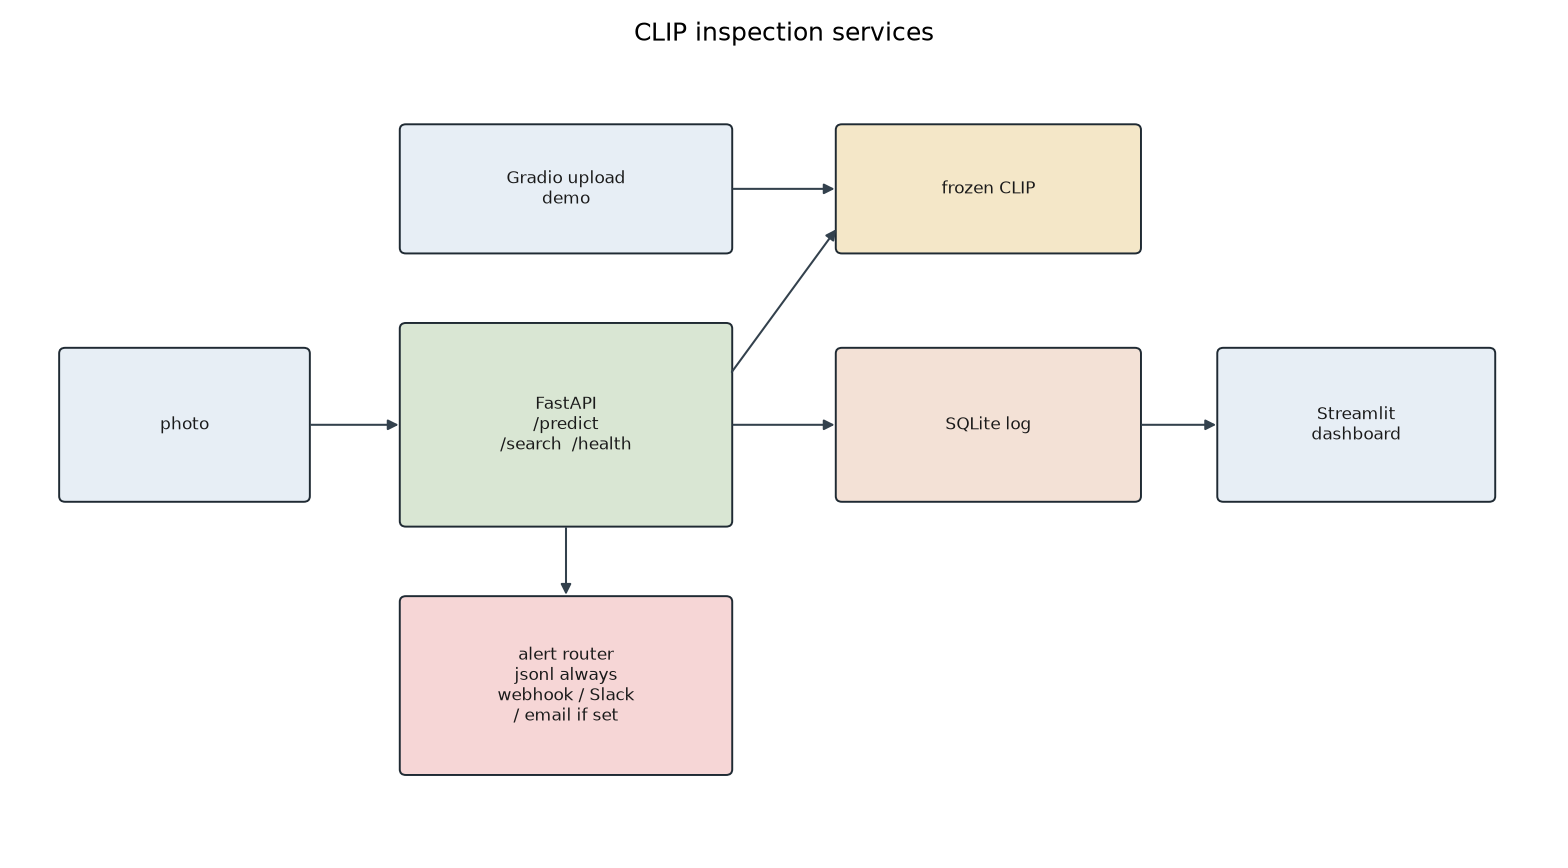 CLIP inspection services
Gradio upload
demo
frozen CLIP
photo
FastAPI
/predict
/search  /health
SQLite log
Streamlit
dashboard
alert router
jsonl always
webhook / Slack
/ email if set